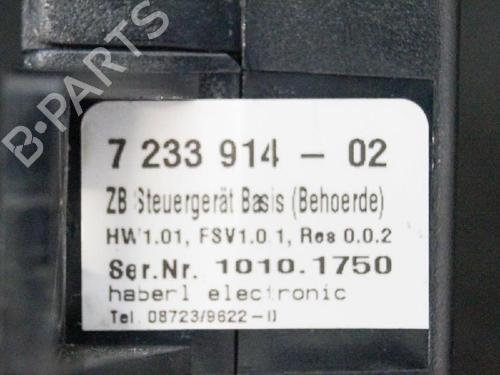 B-PARTS
7 233 914 - 02
ZB Steuergerät Basis (Behoerde)
HW1.01, FSV1.0.1, Res 0.0.2
Ser.Nr. 1010.1750
haberl electronic
Tel. 08723/9622-0